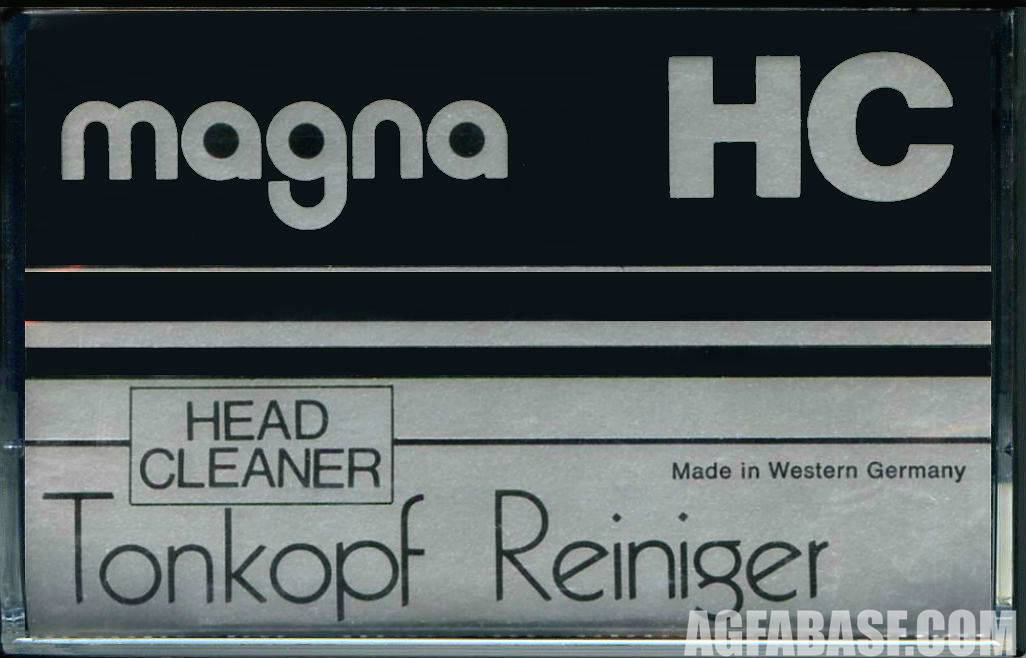 magna HC
HEAD
CLEANER
Made in Western Germany
Tonkopf Reiniger
AGFABASE.COM